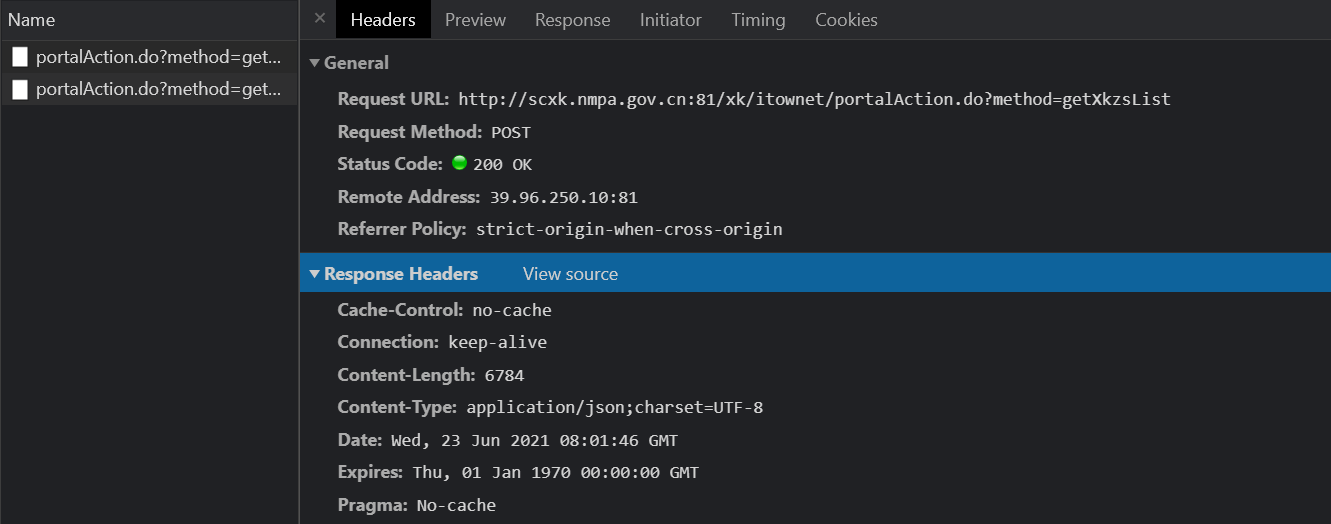 Name
portalAction.do?method=get...
portalAction.do?method=get...
× Headers Preview Response Initiator Timing Cookies
▼ General
Request URL: http://scxk.nmpa.gov.cn:81/xk/itownet/portalAction.do?method=getXkzsList
Request Method: POST
Status Code: 200 OK
Remote Address: 39.96.250.10:81
Referrer Policy: strict-origin-when-cross-origin
▼ Response Headers View source
Cache-Control: no-cache
Connection: keep-alive
Content-Length: 6784
Content-Type: application/json;charset=UTF-8
Date: Wed, 23 Jun 2021 08:01:46 GMT
Expires: Thu, 01 Jan 1970 00:00:00 GMT
Pragma: No-cache